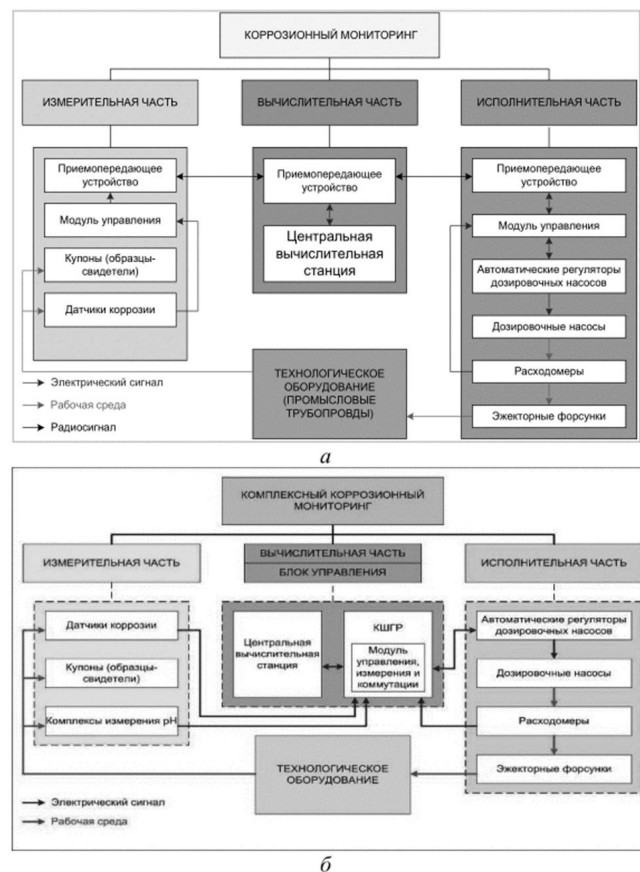 КОРРОЗИОННЫЙ МОНИТОРИНГ
ИЗМЕРИТЕЛЬНАЯ ЧАСТЬ
ВЫЧИСЛИТЕЛЬНАЯ ЧАСТЬ
ИСПОЛНИТЕЛЬНАЯ ЧАСТЬ
Приемопередающее
устройство
Модуль управления
Купоны (образцы-
свидетели)
Датчики коррозии
Приемопередающее
устройство
Центральная
вычислительная
станция
Приемопередающее
устройство
Модуль управления
Автоматические регуляторы
дозировочных насосов
Дозировочные насосы
Расходомеры
Эжекторные форсунки
ТЕХНОЛОГИЧЕСКОЕ
ОБОРУДОВАНИЕ
(ПРОМЫСЛОВЫЕ
ТРУБОПРОВДЫ)
Электрический сигнал
Рабочая среда
Радиосигнал
а
КОМПЛЕКСНЫЙ КОРРОЗИОННЫЙ
МОНИТОРИНГ
ИЗМЕРИТЕЛЬНАЯ ЧАСТЬ
ВЫЧИСЛИТЕЛЬНАЯ ЧАСТЬ
БЛОК УПРАВЛЕНИЯ
ИСПОЛНИТЕЛЬНАЯ ЧАСТЬ
Датчики коррозии
Купоны (образцы-
свидетели)
Комплексы измерения pH
Центральная
вычислительная
станция
КШГР
Модуль
управления,
измерения и
коммутации
Автоматические регуляторы
дозировочных насосов
Дозировочные насосы
Расходомеры
Эжекторные форсунки
ТЕХНОЛОГИЧЕСКОЕ
ОБОРУДОВАНИЕ
Электрический сигнал
Рабочая среда
б